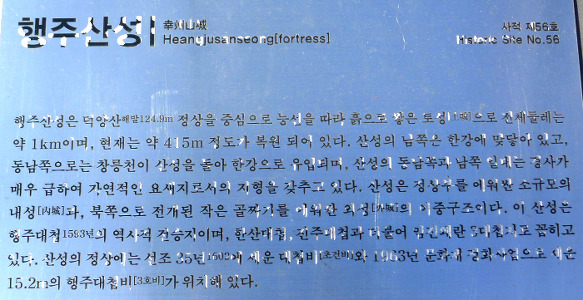 행주산성 幸州山城 사적 제56호
Heangjusanseong[fortress] Historic Site No.56
행주산성은 덕양산해발124.9m 정상을 중심으로 능선을 따라 흙으로 쌓은 토성[土城]으로 전체둘레는
약 1km이며, 현재는 약 415m 정도가 복원 되어 있다. 산성의 남쪽은 한강에 맞닿아 있고,
동남쪽으로는 창릉천이 산성을 돌아 한강으로 유입되며, 산성의 동남쪽과 남쪽 일대는 경사가
매우 급하여 자연적인 요새지로서의 지형을 갖추고 있다. 산성은 정상부를 에워싼 소규모의
내성[內城]과, 북쪽으로 전개된 작은 골짜기를 에워싼 외성[外城]의 이중구조이다. 이 산성은
행주대첩1593년의 역사적 전승지이며, 한산대첩, 진주대첩과 더불어 임진왜란 3대첩지로 꼽히고
있다. 산성의 정상에는 선조 35년1602에 세운 대첩비[초건비]와 1963년 문화재 정화사업으로 세운
15.2m의 행주대첩비[3호비]가 위치해 있다.